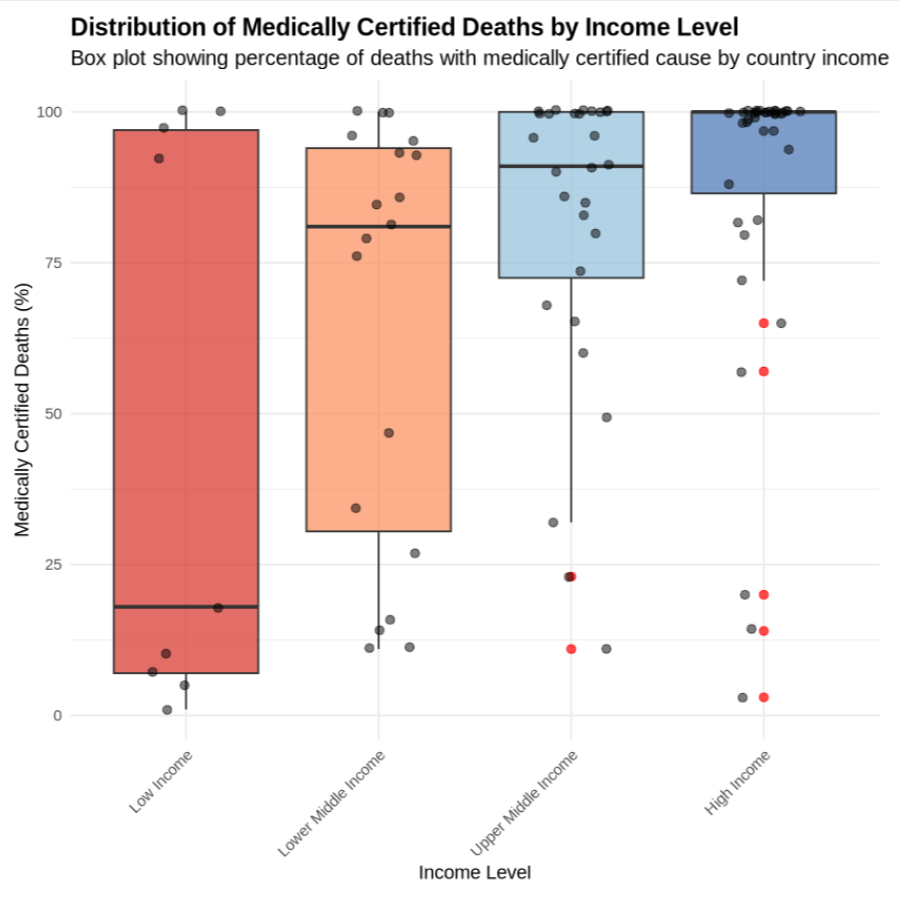 Distribution of Medically Certified Deaths by Income Level
Box plot showing percentage of deaths with medically certified cause by country income
Medically Certified Deaths (%)
100
75
50
25
0
Low Income
Lower Middle Income
Upper Middle Income
High Income
Income Level